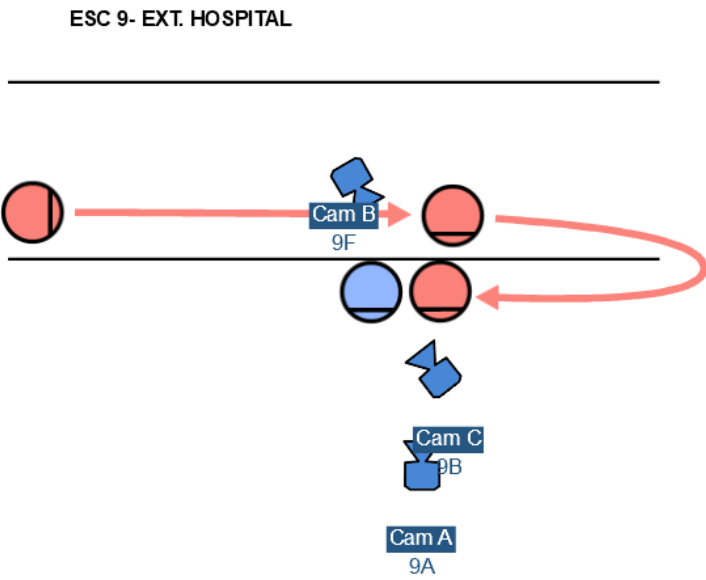 ESC 9- EXT. HOSPITAL
Cam B
9F
Cam C
9B
Cam A
9A